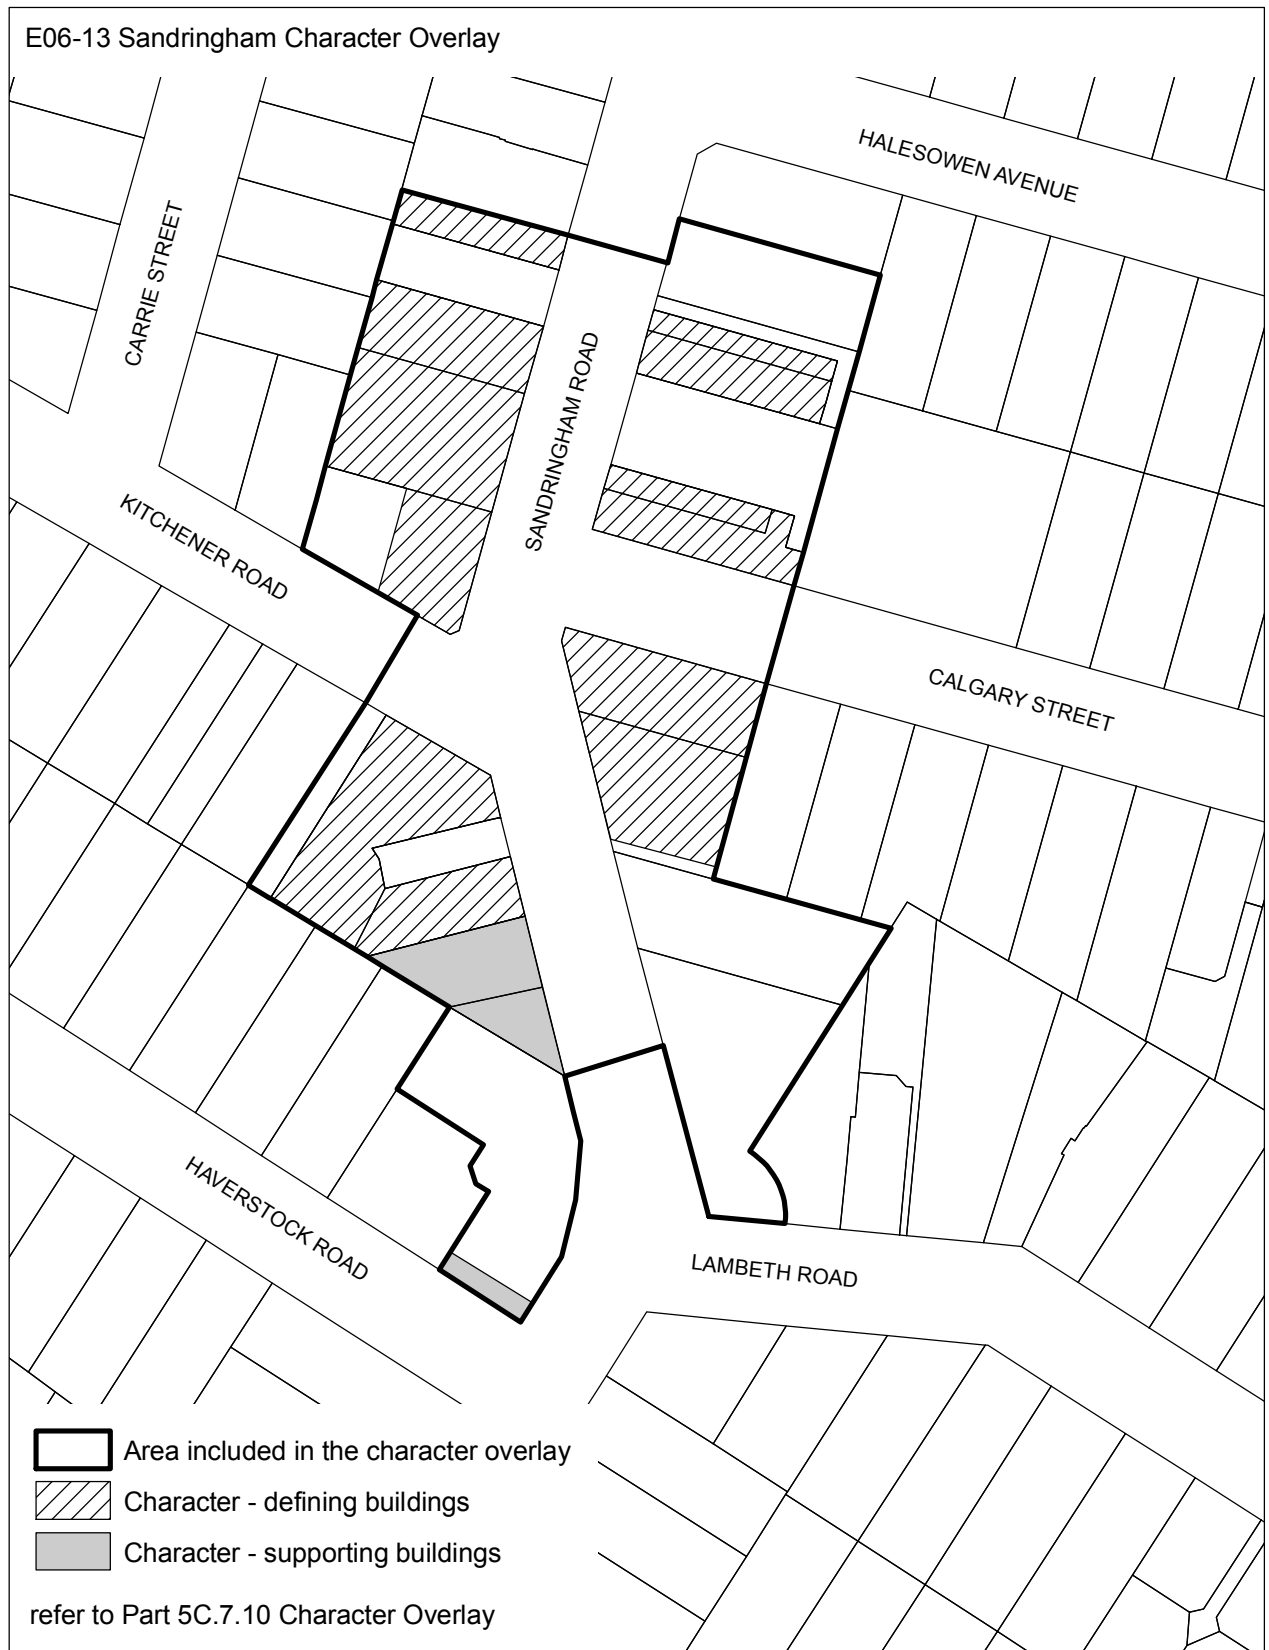 E06-13 Sandringham Character Overlay
HALESOWEN AVENUE
CARRIE STREET
SANDRINGHAM ROAD
KITCHENER ROAD
CALGARY STREET
HAVERSTOCK ROAD
LAMBETH ROAD
Area included in the character overlay
Character - defining buildings
Character - supporting buildings
refer to Part 5C.7.10 Character Overlay